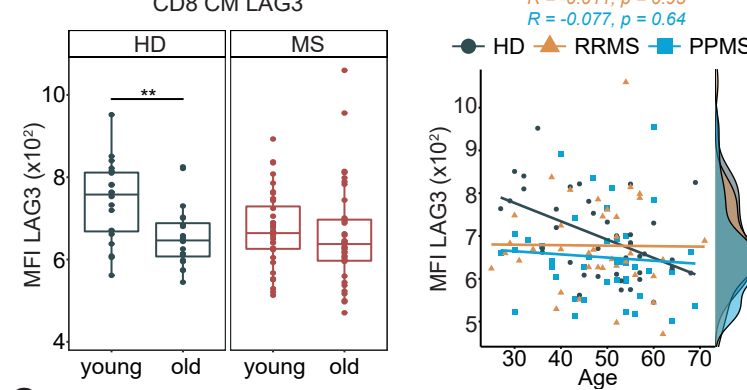 CD8 CM LAG3
HD MS
**
MFI LAG3 (x10²)
10
8
6
4
young old young old
R = -0.077, p = 0.64
HD RRMS PPMS
MFI LAG3 (x10²)
10
9
8
7
6
5
30 40 50 60 70
Age